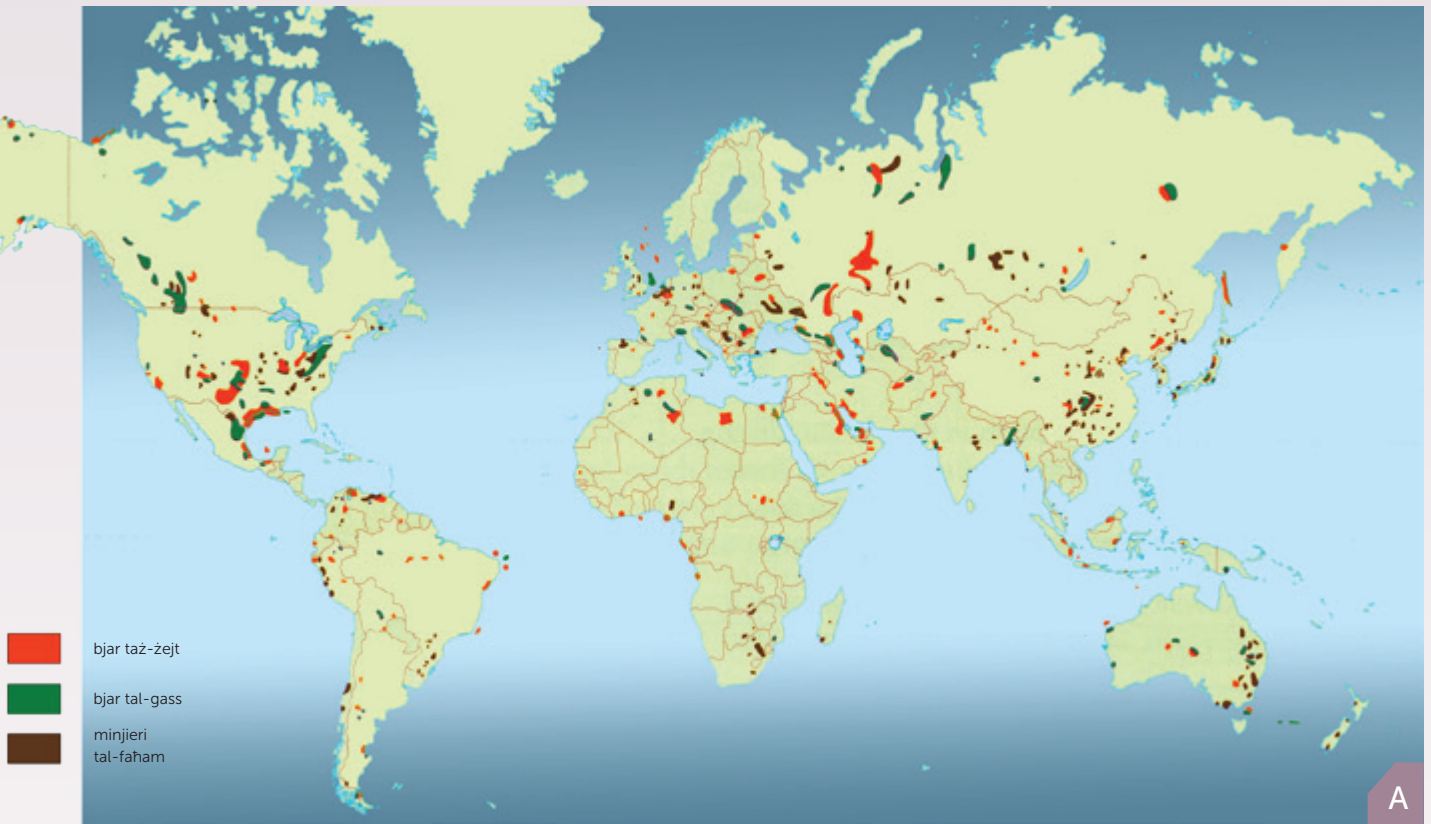 bjar taż-żejt
bjar tal-gass
minjieri
tal-faħam
A